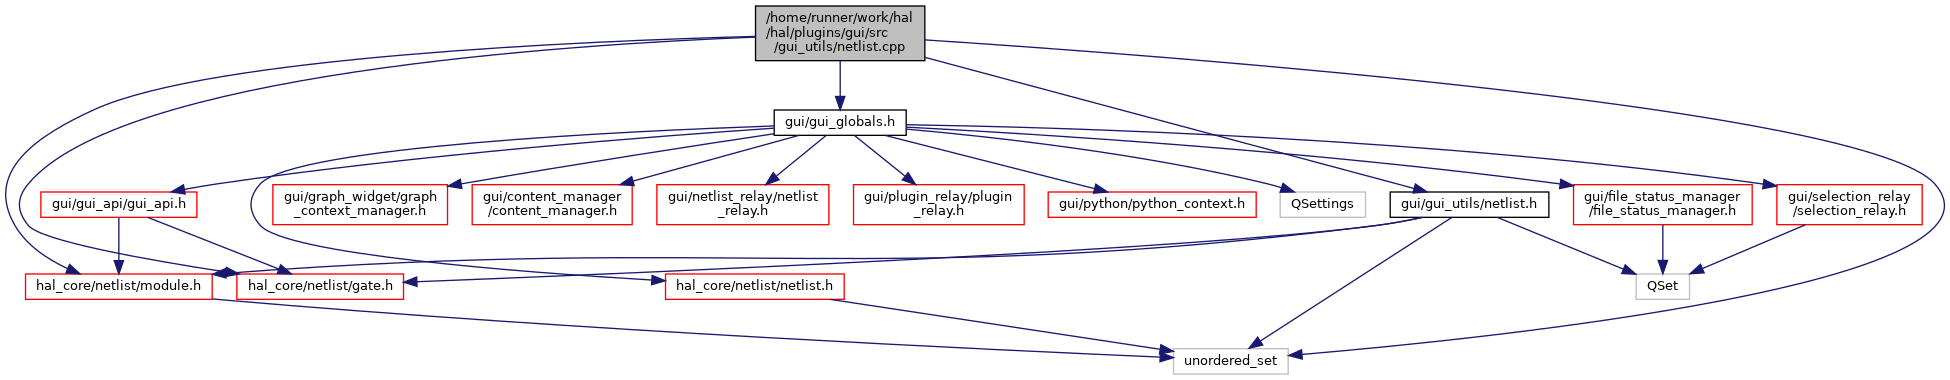 /home/runner/work/hal
/hal/plugins/gui/src
/gui_utils/netlist.cpp
gui/gui_globals.h
gui/gui_api/gui_api.h
gui/graph_widget/graph
_context_manager.h
gui/content_manager
/content_manager.h
gui/netlist_relay/netlist
_relay.h
gui/plugin_relay/plugin
_relay.h
gui/python/python_context.h
QSettings
gui/gui_utils/netlist.h
gui/file_status_manager
/file_status_manager.h
gui/selection_relay
/selection_relay.h
hal_core/netlist/module.h
hal_core/netlist/gate.h
hal_core/netlist/netlist.h
QSet
unordered_set